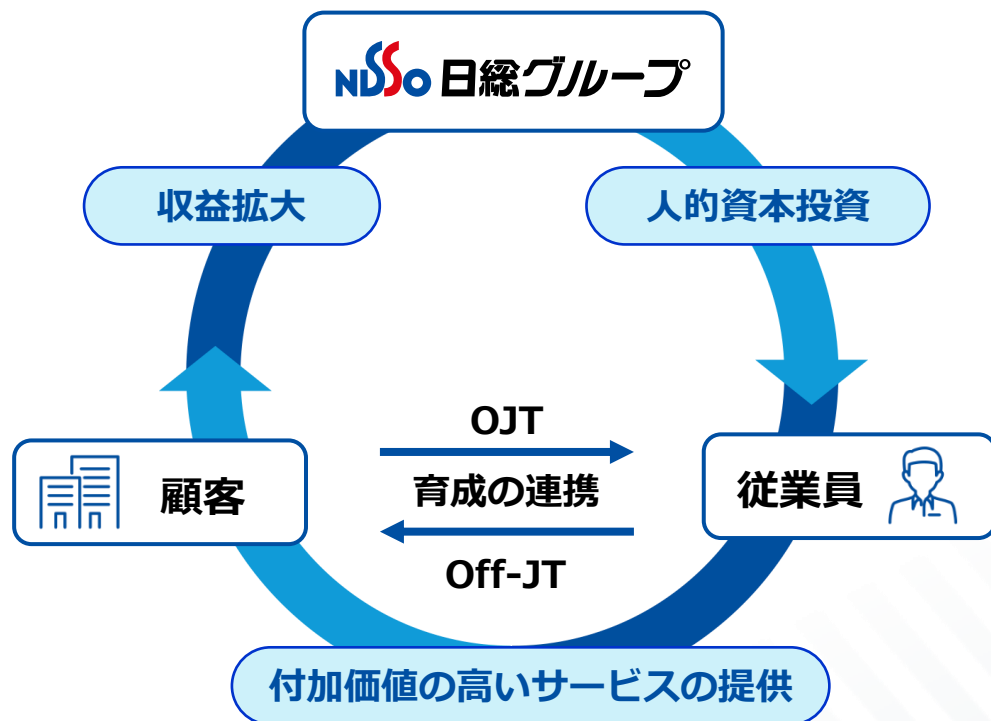 NISSO 日総グループ
収益拡大
人的資本投資
OJT
育成の連携
Off-JT
顧客
従業員
付加価値の高いサービスの提供